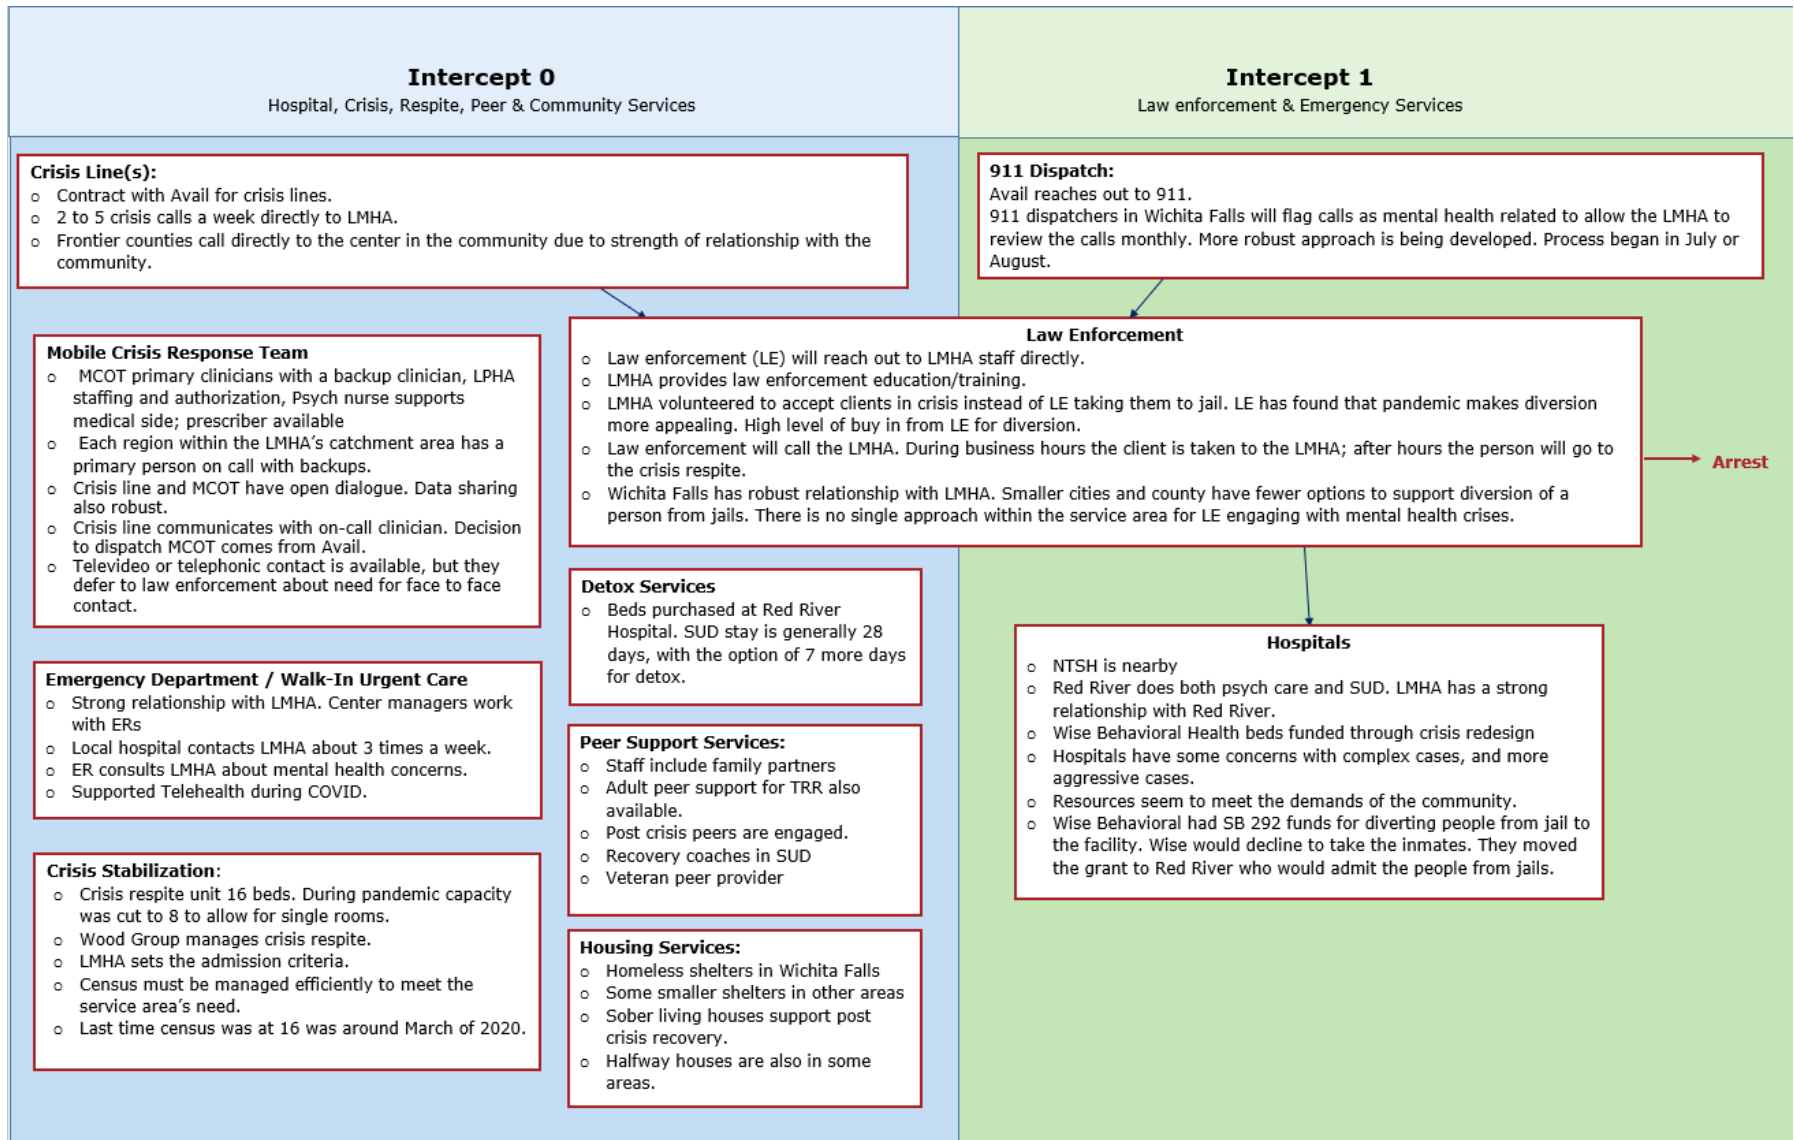 Intercept 0
Hospital, Crisis, Respite, Peer & Community Services
Intercept 1
Law enforcement & Emergency Services
Crisis Line(s):
o Contract with Avail for crisis lines.
o 2 to 5 crisis calls a week directly to LMHA.
o Frontier counties call directly to the center in the community due to strength of relationship with the
community.
911 Dispatch:
Avail reaches out to 911.
911 dispatchers in Wichita Falls will flag calls as mental health related to allow the LMHA to
review the calls monthly. More robust approach is being developed. Process began in July or
August.
Mobile Crisis Response Team
o MCOT primary clinicians with a backup clinician, LPHA
staffing and authorization, Psych nurse supports
medical side; prescriber available
o Each region within the LMHA's catchment area has a
primary person on call with backups.
o Crisis line and MCOT have open dialogue. Data sharing
also robust.
o Crisis line communicates with on-call clinician. Decision
to dispatch MCOT comes from Avail.
o Televideo or telephonic contact is available, but they
defer to law enforcement about need for face to face
contact.
Law Enforcement
o Law enforcement (LE) will reach out to LMHA staff directly.
o LMHA provides law enforcement education/training.
o LMHA volunteered to accept clients in crisis instead of LE taking them to jail. LE has found that pandemic makes diversion
more appealing. High level of buy in from LE for diversion.
o Law enforcement will call the LMHA. During business hours the client is taken to the LMHA; after hours the person will go to
the crisis respite.
o Wichita Falls has robust relationship with LMHA. Smaller cities and county have fewer options to support diversion of a
person from jails. There is no single approach within the service area for LE engaging with mental health crises.
Arrest
Emergency Department / Walk-In Urgent Care
o Strong relationship with LMHA. Center managers work
with ERs
o Local hospital contacts LMHA about 3 times a week.
o ER consults LMHA about mental health concerns.
o Supported Telehealth during COVID.
Crisis Stabilization:
o Crisis respite unit 16 beds. During pandemic capacity
was cut to 8 to allow for single rooms.
o Wood Group manages crisis respite.
o LMHA sets the admission criteria.
o Census must be managed efficiently to meet the
service area's need.
o Last time census was at 16 was around March of 2020.
Detox Services
o Beds purchased at Red River
Hospital. SUD stay is generally 28
days, with the option of 7 more days
for detox.
Peer Support Services:
o Staff include family partners
o Adult peer support for TRR also
available.
o Post crisis peers are engaged.
o Recovery coaches in SUD
o Veteran peer provider
Housing Services:
o Homeless shelters in Wichita Falls
o Some smaller shelters in other areas
o Sober living houses support post
crisis recovery.
o Halfway houses are also in some
areas.
Hospitals
o NTSH is nearby
o Red River does both psych care and SUD. LMHA has a strong
relationship with Red River.
o Wise Behavioral Health beds funded through crisis redesign
o Hospitals have some concerns with complex cases, and more
aggressive cases.
o Resources seem to meet the demands of the community.
o Wise Behavioral had SB 292 funds for diverting people from jail to
the facility. Wise would decline to take the inmates. They moved
the grant to Red River who would admit the people from jails.